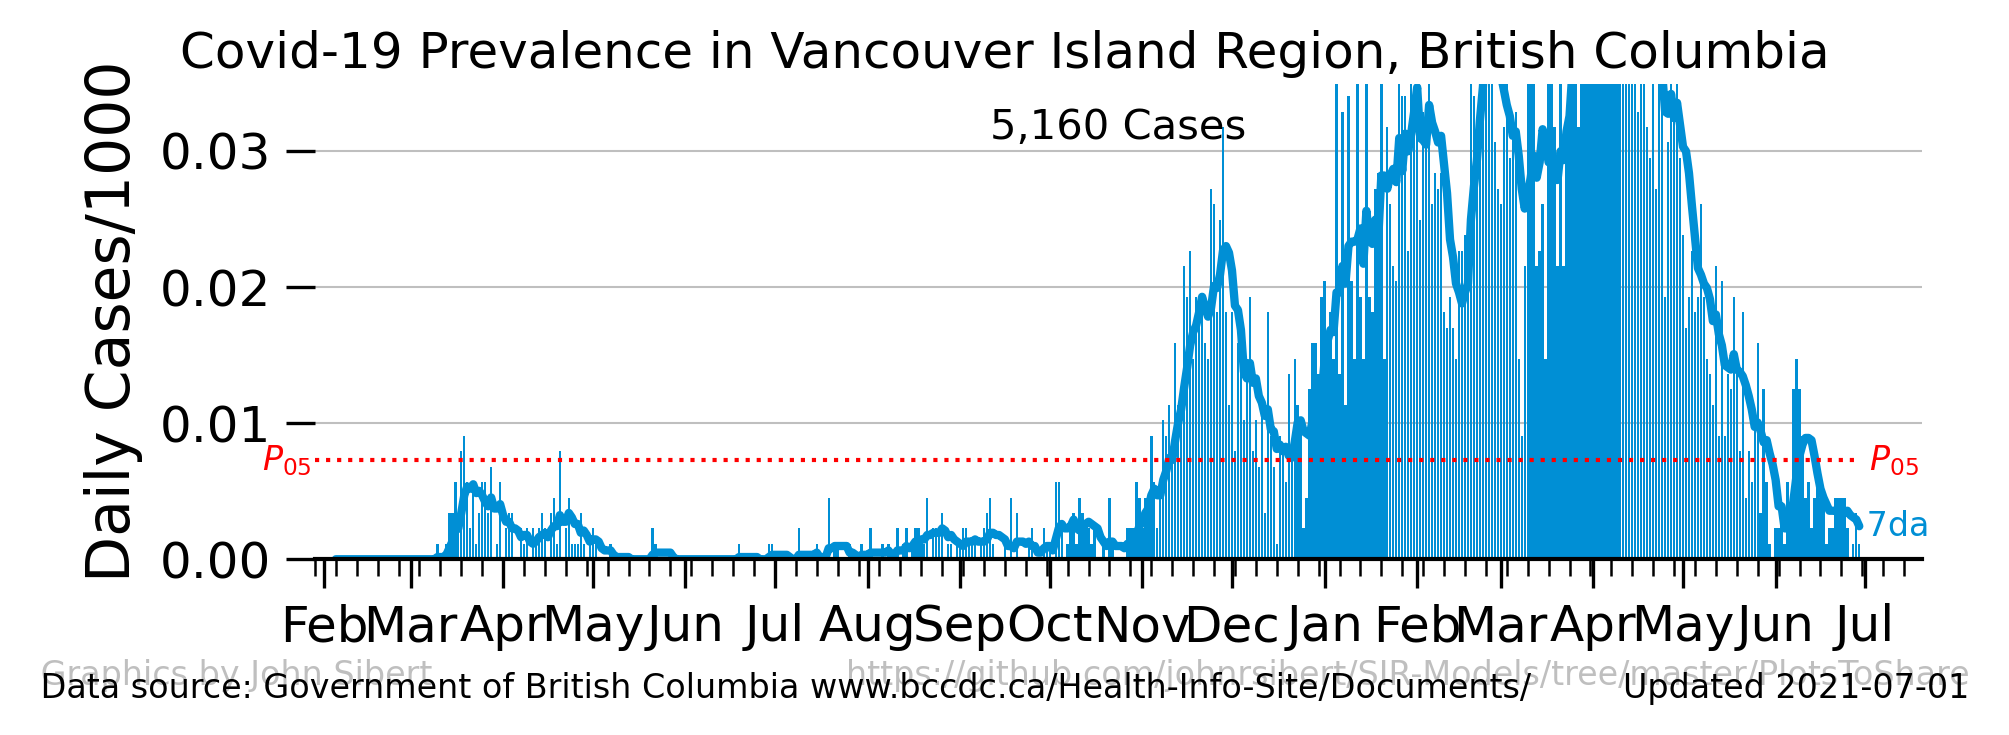 Covid-19 Prevalence in Vancouver Island Region, British Columbia
5,160 Cases
Daily Cases/1000
0.03
0.02
0.01
0.00
P05
P05
7da
Feb Mar Apr May Jun Jul Aug Sep Oct Nov Dec Jan Feb Mar Apr May Jun Jul
Graphics by John Sibert https://github.com/johnrsibert/SIR-Models/tree/master/PlotsToShare
Data source: Government of British Columbia www.bccdc.ca/Health-Info-Site/Documents/ Updated 2021-07-01